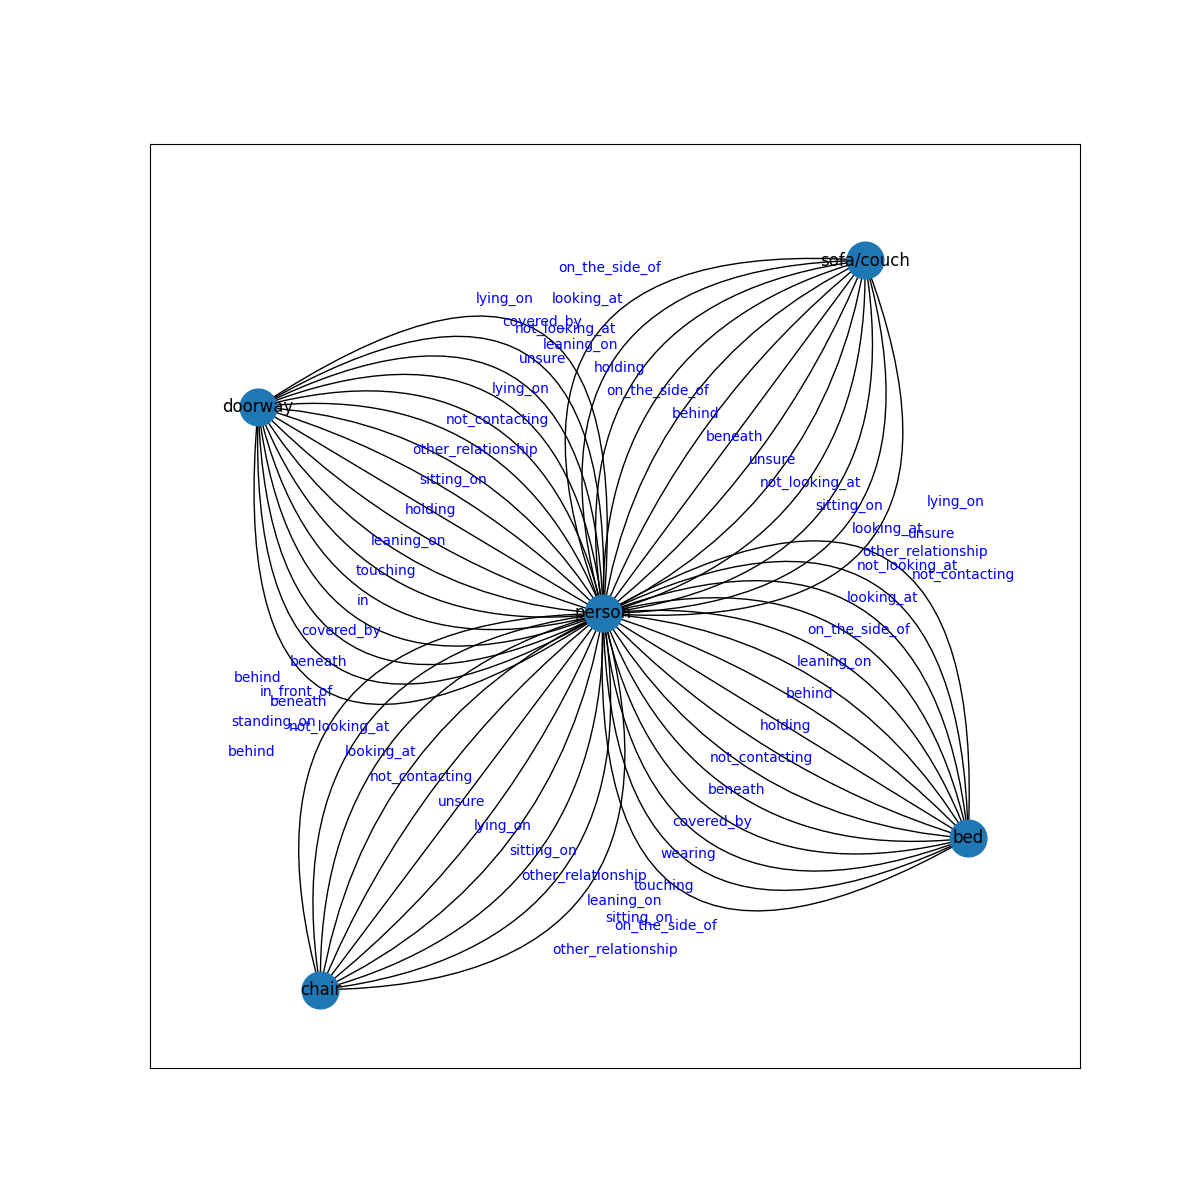 sofa/couch
on_the_side_of
lying_on
looking_at
covered_by
not_looking_at
leaning_on
unsure
holding
lying_on
on_the_side_of
doorway
behind
not_contacting
beneath
other_relationship
unsure
sitting_on
not_looking_at
lying_on
holding
sitting_on
looking_at
unsure
leaning_on
other_relationship
not_looking_at
touching
not_contacting
looking_at
in
person
covered_by
on_the_side_of
beneath
leaning_on
behind
in_front_of
behind
beneath
standing_on
not_looking_at
holding
behind
looking_at
not_contacting
not_contacting
beneath
unsure
covered_by
lying_on
bed
sitting_on
wearing
other_relationship
touching
leaning_on
sitting_on
on_the_side_of
other_relationship
chair